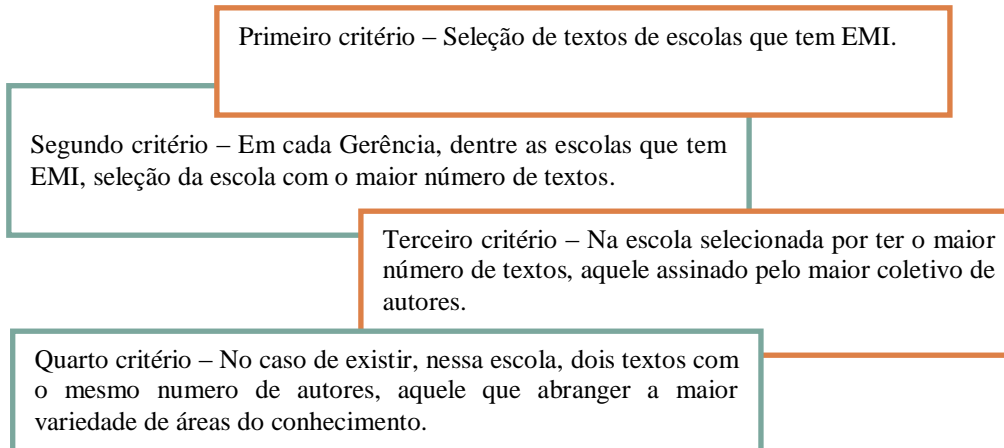 Primeiro critério – Seleção de textos de escolas que tem EMI.
Segundo critério – Em cada Gerência, dentre as escolas que tem
EMI, seleção da escola com o maior número de textos.
Terceiro critério – Na escola selecionada por ter o maior
número de textos, aquele assinado pelo maior coletivo de
autores.
Quarto critério – No caso de existir, nessa escola, dois textos com
o mesmo numero de autores, aquele que abranger a maior
variedade de áreas do conhecimento.